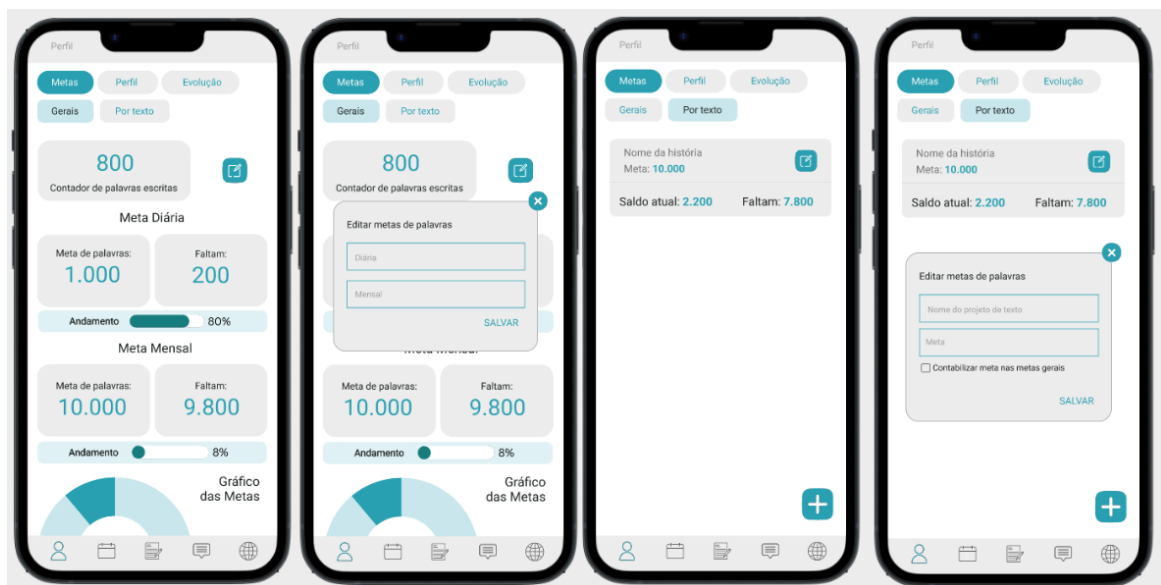 Perfil
Metas
Perfil
Evolução
Gerais
Por texto
800
Contador de palavras escritas
Meta Diária
Meta de palavras:
1.000
Faltam:
200
Andamento
80%
Meta Mensal
Meta de palavras:
10.000
Faltam:
9.800
Andamento
8%
Gráfico
das Metas
Perfil
Metas
Perfil
Evolução
Gerais
Por texto
800
Contador de palavras escritas
Editar metas de palavras
Diária
Mensal
SALVAR
Meta de palavras:
10.000
Faltam:
9.800
Andamento
8%
Gráfico
das Metas
Perfil
Metas
Perfil
Evolução
Gerais
Por texto
Nome da história
Meta: 10.000
Saldo atual: 2.200
Faltam: 7.800
Perfil
Metas
Perfil
Evolução
Gerais
Por texto
Nome da história
Meta: 10.000
Saldo atual: 2.200
Faltam: 7.800
Editar metas de palavras
Nome do projeto de texto
Meta
Contabilizar meta nas metas gerais
SALVAR